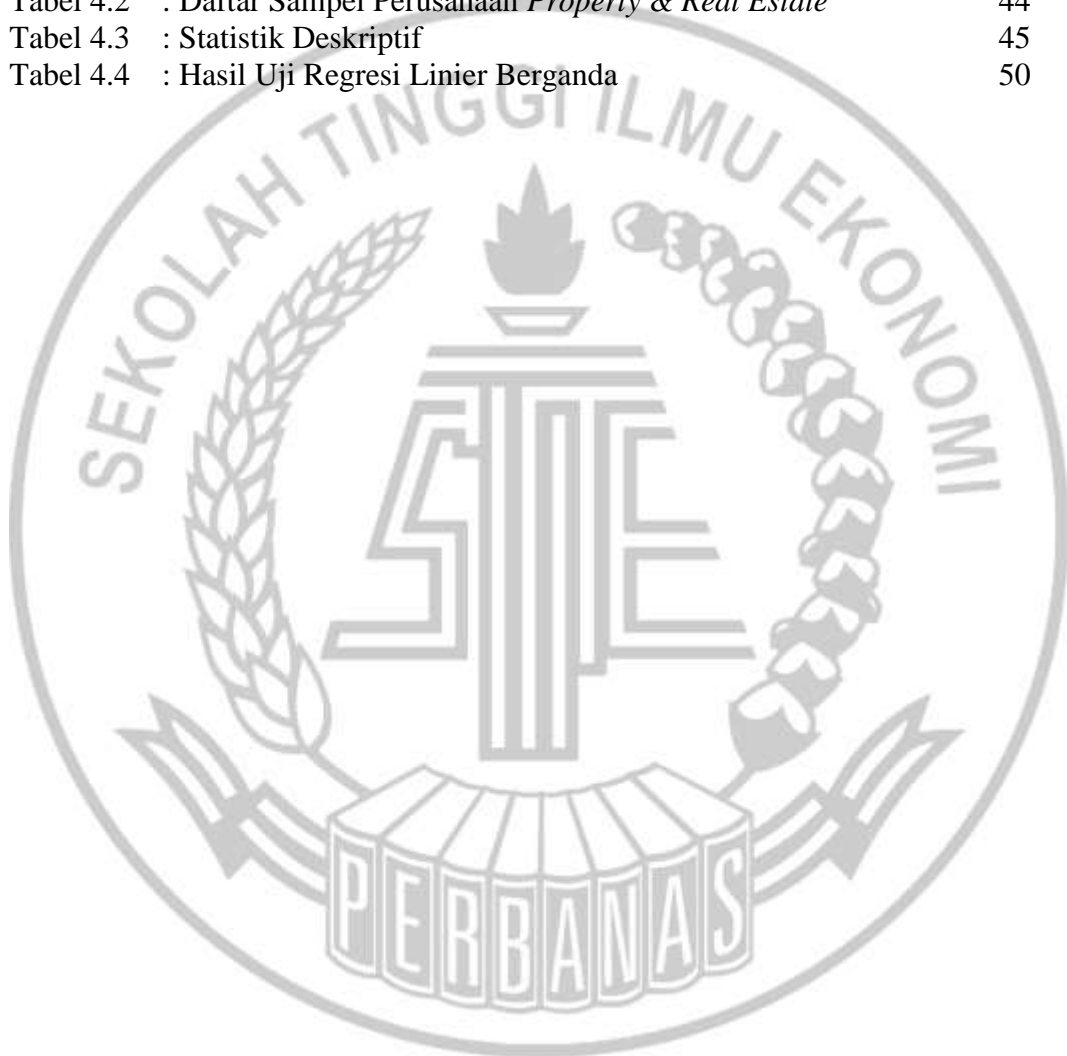 Tabel 4.2 : Daftar Sampel Perusahaan Property & Real Estate 44
Tabel 4.3 : Statistik Deskriptif 45
Tabel 4.4 : Hasil Uji Regresi Linier Berganda 50
SEKOLAH TINGGI ILMU EKONOMI
STIE
PERBANAS